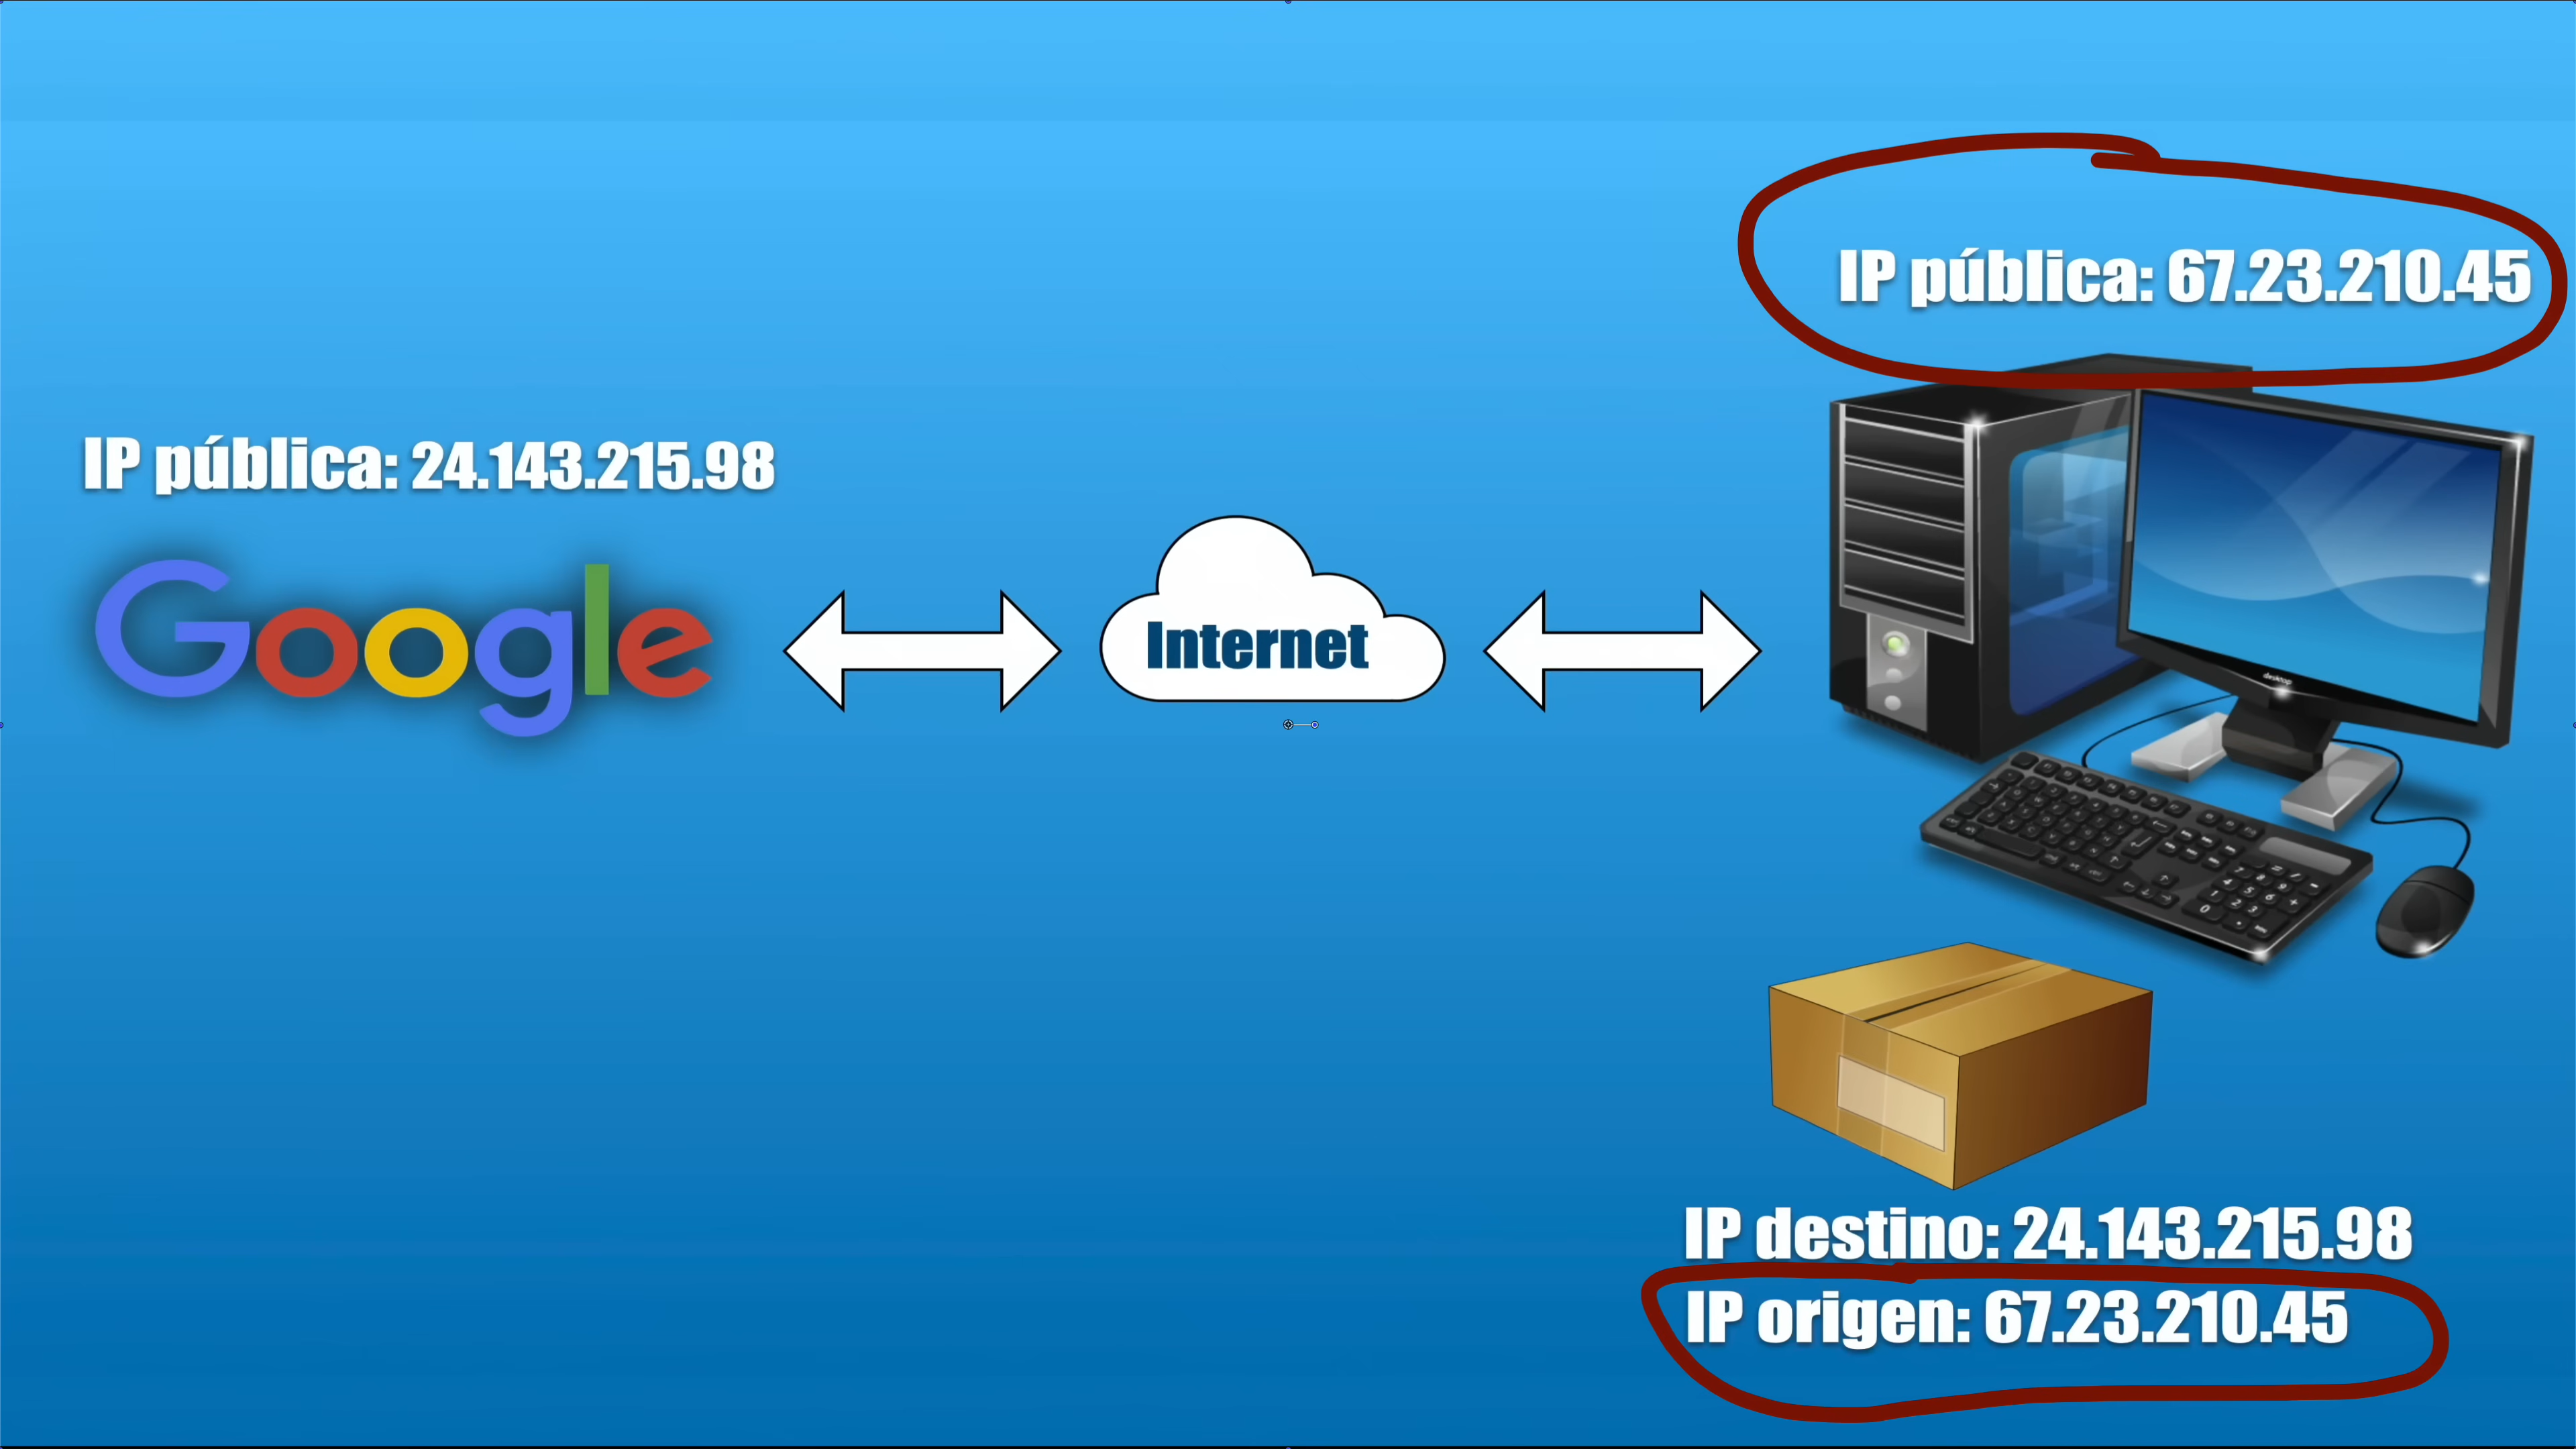 IP pública: 67.23.210.45
IP pública: 24.143.215.98
Google
Internet
desktop
IP destino: 24.143.215.98
IP origen: 67.23.210.45